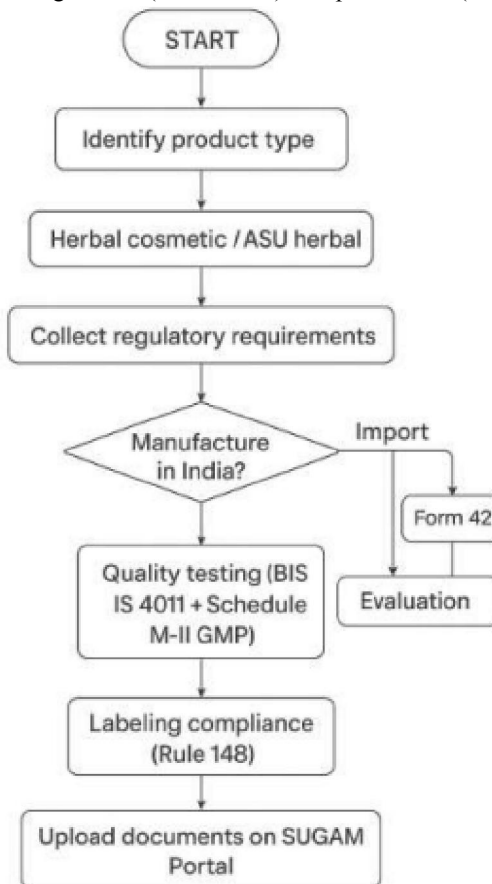 START
Identify product type
Herbal cosmetic / ASU herbal
Collect regulatory requirements
Manufacture
in India?
Import
Form 42
Quality testing (BIS
IS 4011 + Schedule
M-II GMP)
Evaluation
Labeling compliance
(Rule 148)
Upload documents on SUGAM
Portal